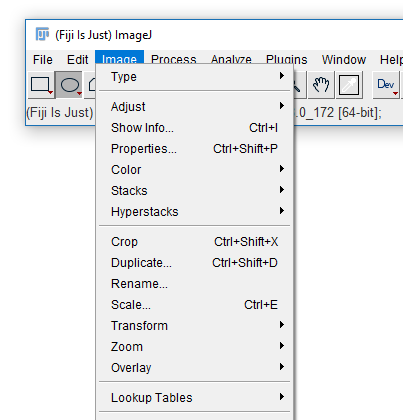 (Fiji Is Just) ImageJ
File Edit Image Process Analyze Plugins Window Help
Dev
(Fiji Is Just) .0_172 [64-bit];
Type
Adjust
Show Info... Ctrl+I
Properties... Ctrl+Shift+P
Color
Stacks
Hyperstacks
Crop Ctrl+Shift+X
Duplicate... Ctrl+Shift+D
Rename...
Scale... Ctrl+E
Transform
Zoom
Overlay
Lookup Tables